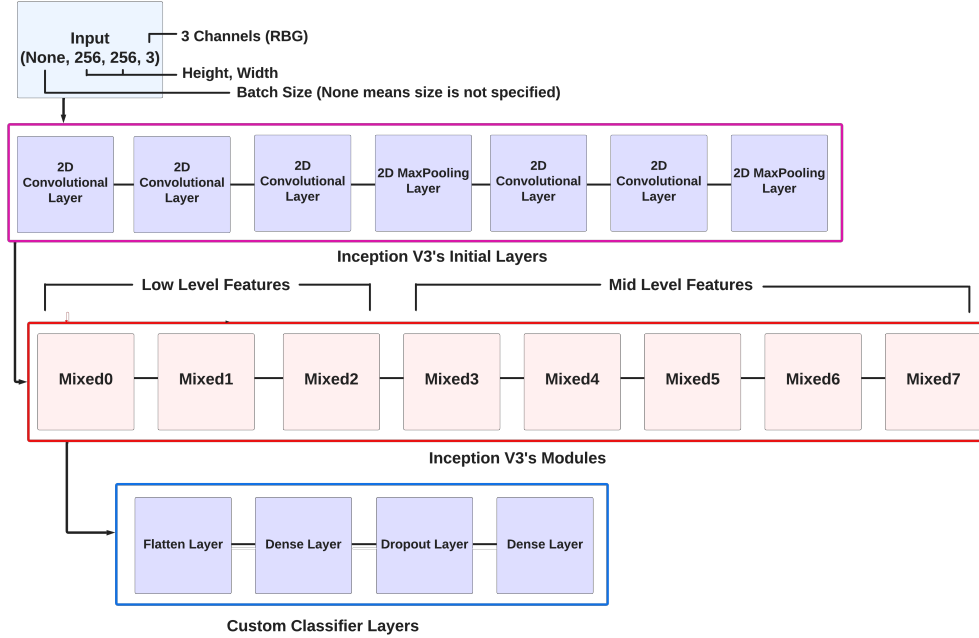 Input
(None, 256, 256, 3)
3 Channels (RBG)
Height, Width
Batch Size (None means size is not specified)
2D
Convolutional
Layer
2D
Convolutional
Layer
2D
Convolutional
Layer
2D MaxPooling
Layer
2D
Convolutional
Layer
2D
Convolutional
Layer
2D MaxPooling
Layer
Inception V3's Initial Layers
Low Level Features
Mid Level Features
Mixed0
Mixed1
Mixed2
Mixed3
Mixed4
Mixed5
Mixed6
Mixed7
Inception V3's Modules
Flatten Layer
Dense Layer
Dropout Layer
Dense Layer
Custom Classifier Layers